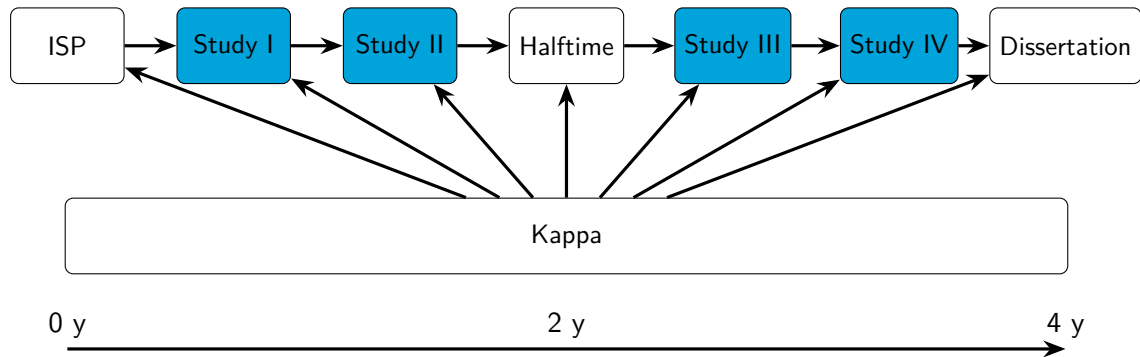 ISP
Study I
Study II
Halftime
Study III
Study IV
Dissertation
Kappa
0 y
2 y
4 y